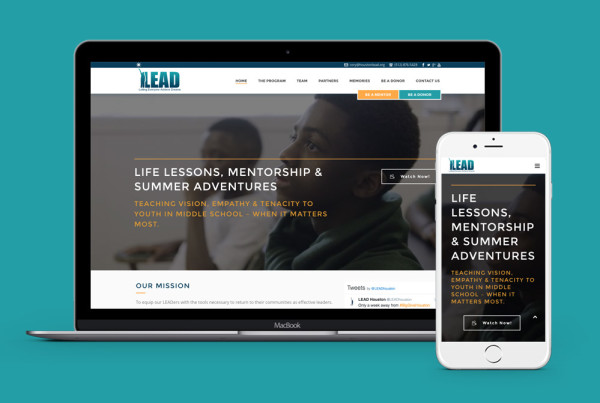 LEAD
HOME THE PROGRAM TEAM PARTNERS MEMORIES BE A DONOR CONTACT US
BE A MENTOR BE A DONOR
LIFE LESSONS, MENTORSHIP &
SUMMER ADVENTURES
TEACHING VISION, EMPATHY & TENACITY TO
YOUTH IN MIDDLE SCHOOL - WHEN IT MATTERS
MOST.
Watch Now!
OUR MISSION
To equip our LEADers with the tools necessary to return to their communities as effective leaders,
Tweets
LEAD Houston
Only a week away from
MacBook
LEAD
LIFE
LESSONS,
MENTORSHIP
& SUMMER
ADVENTURES
TEACHING VISION,
EMPATHY & TENACITY TO
YOUTH IN MIDDLE
SCHOOL - WHEN IT
MATTERS MOST.
Watch Now!